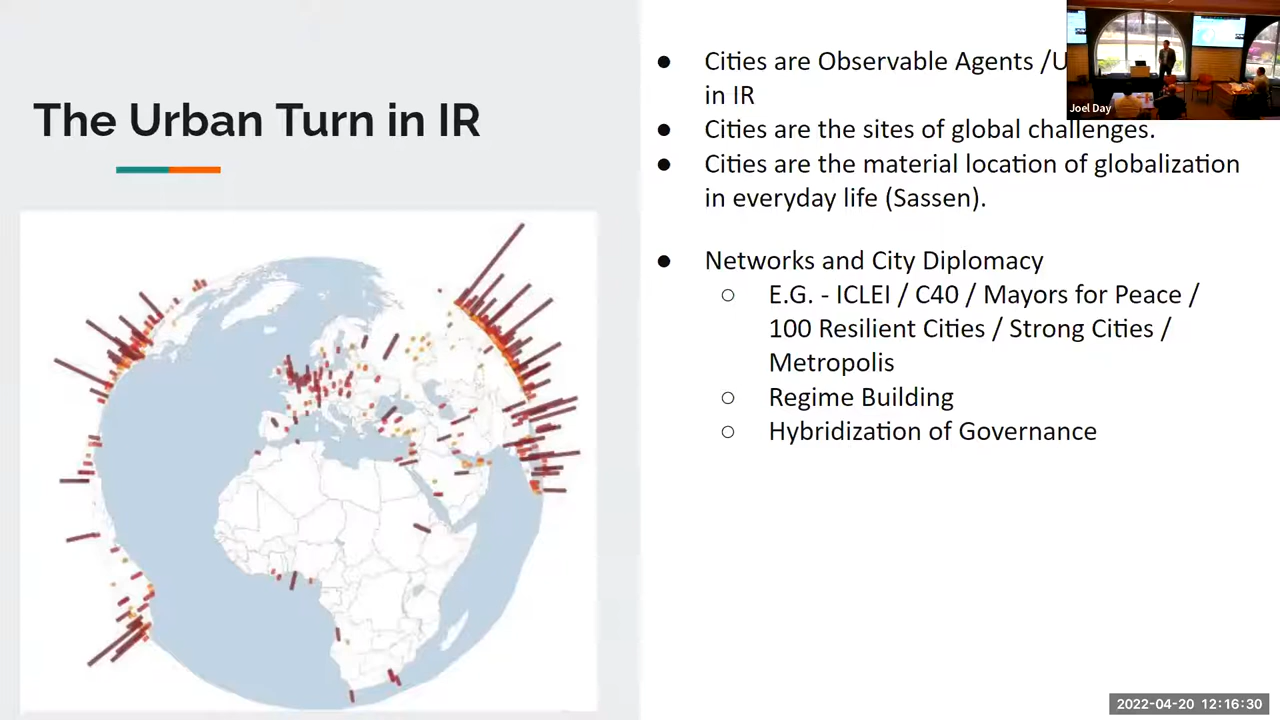 The Urban Turn in IR
● Cities are Observable Agents /
in IR
● Cities are the sites of global challenges.
● Cities are the material location of globalization
in everyday life (Sassen).
● Networks and City Diplomacy
○ E.G. - ICLEI / C40 / Mayors for Peace /
100 Resilient Cities / Strong Cities /
Metropolis
○ Regime Building
○ Hybridization of Governance
Joel Day
2022-04-20 12:16:30